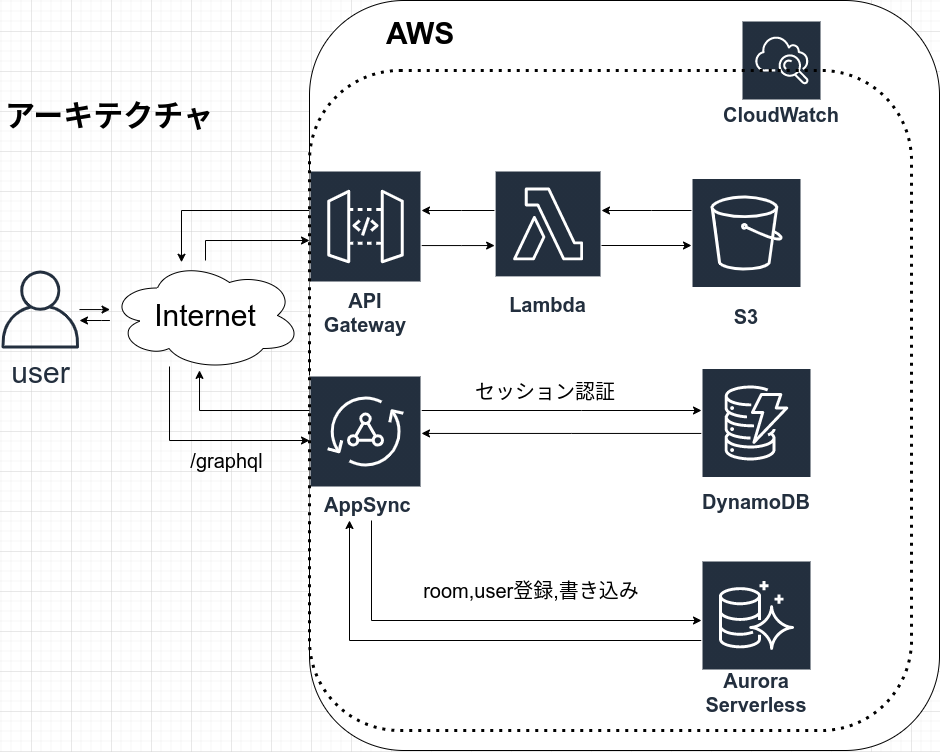 AWS
CloudWatch
アーキテクチャ
API
Gateway
Lambda
S3
Internet
user
セッション認証
/graphql
AppSync
DynamoDB
room,user登録,書き込み
Aurora
Serverless